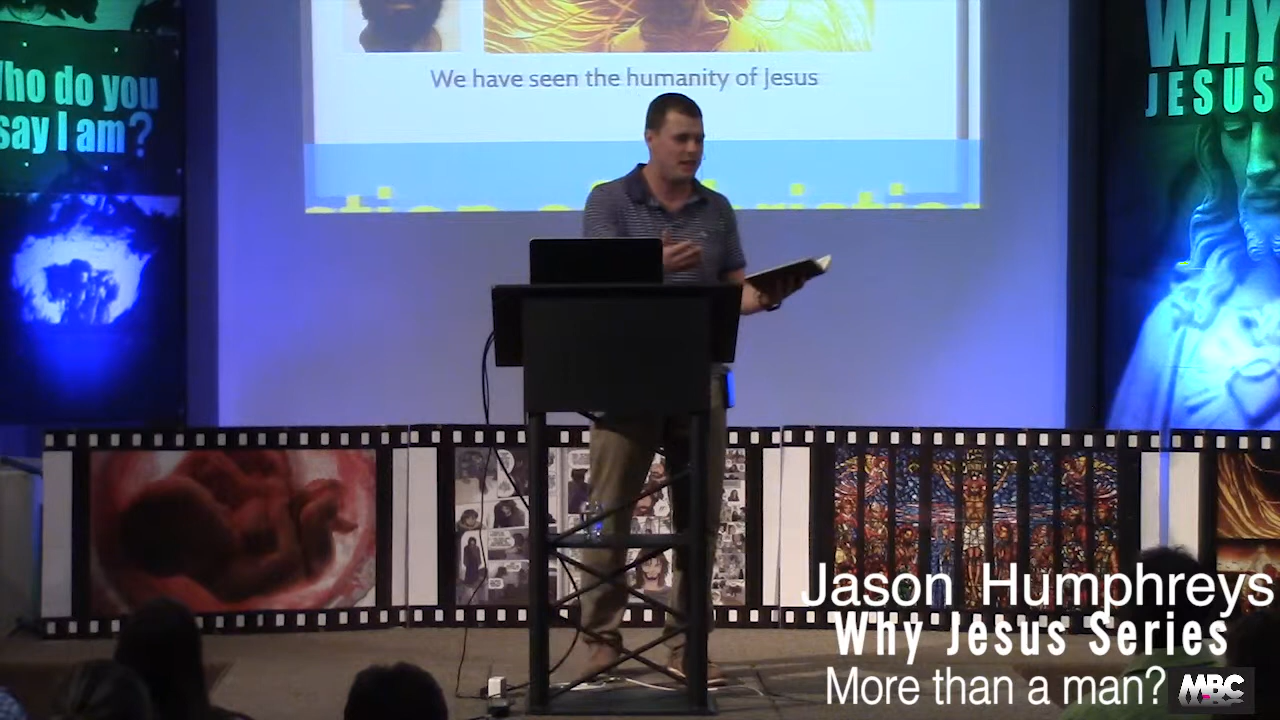 Who do you
say I am?
We have seen the humanity of Jesus
WHY
JESUS
Jason Humphreys
Why Jesus Series
More than a man?
MBC